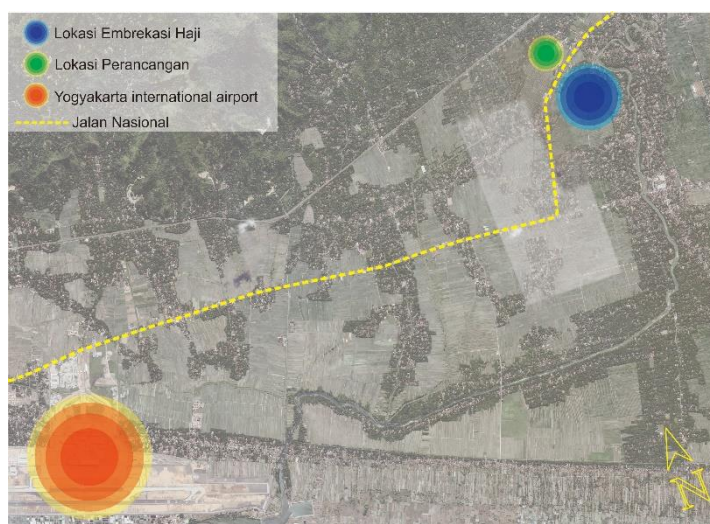 Lokasi Embrekasi Haji
Lokasi Perancangan
Yogyakarta international airport
Jalan Nasional
N